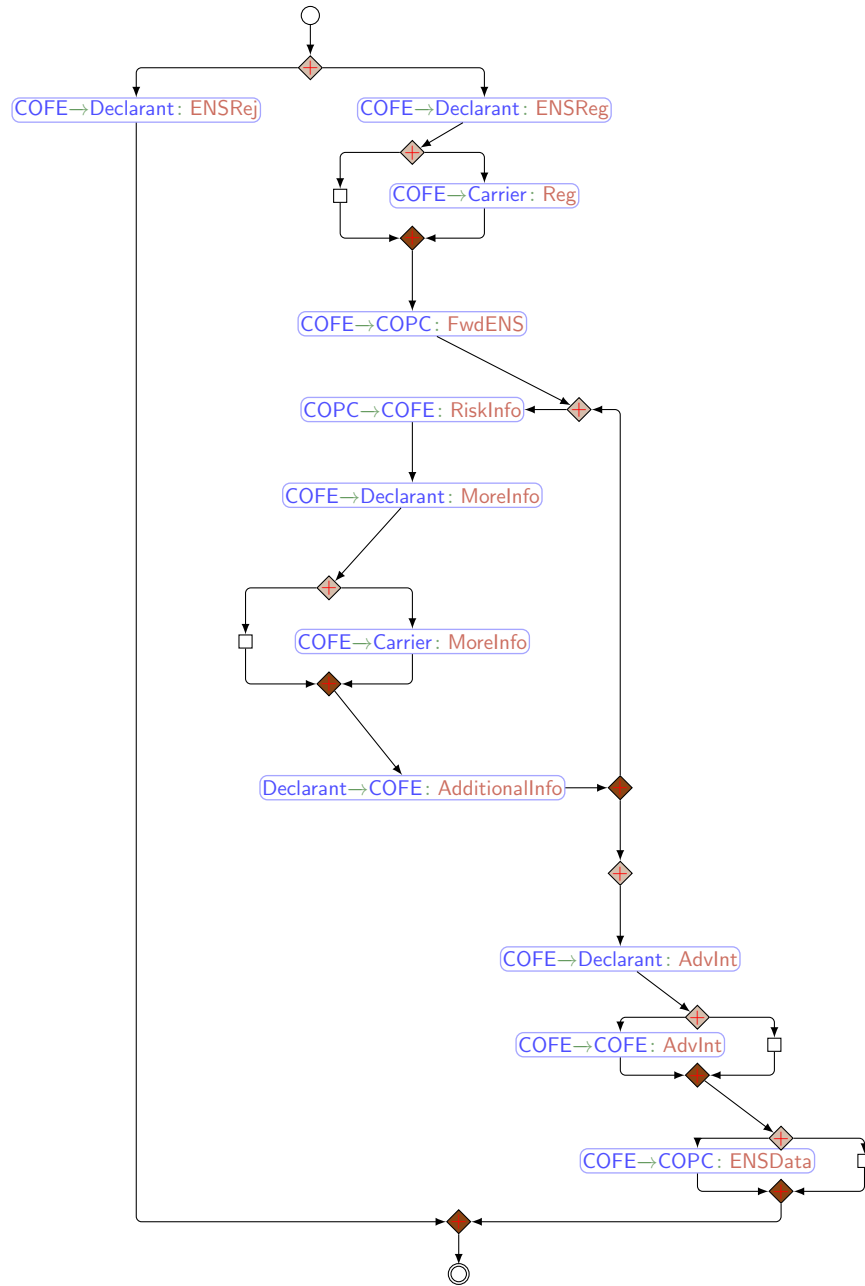 COFE→Declarant: ENSRej
COFE→Declarant: ENSReg
COFE→Carrier: Reg
COFE→COPC: FwdENS
COPC→COFE: RiskInfo
COFE→Declarant: MoreInfo
COFE→Carrier: MoreInfo
Declarant→COFE: AdditionalInfo
COFE→Declarant: AdvInt
COFE→COFE: AdvInt
COFE→COPC: ENSData